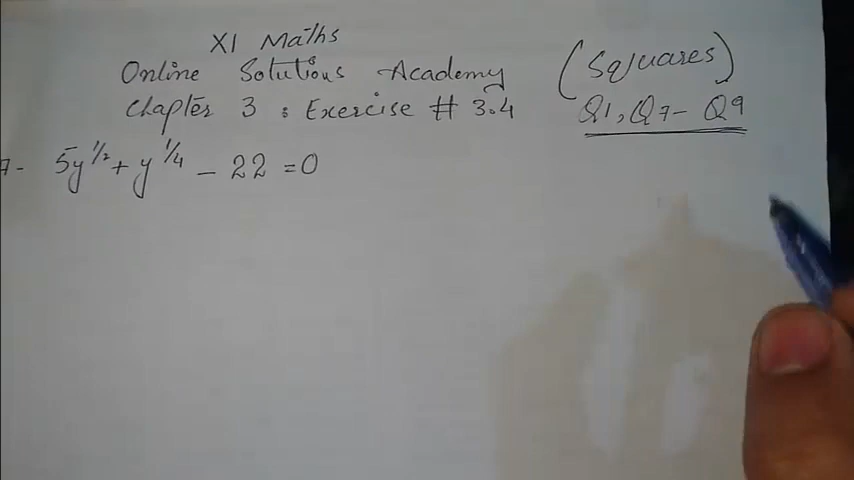 XI Maths
Online Solutions Academy (Squares)
Chapter 3 : Exercise # 3.4 Q1, Q7 - Q9
7- 5y^1/2 + y^1/4 - 22 = 0